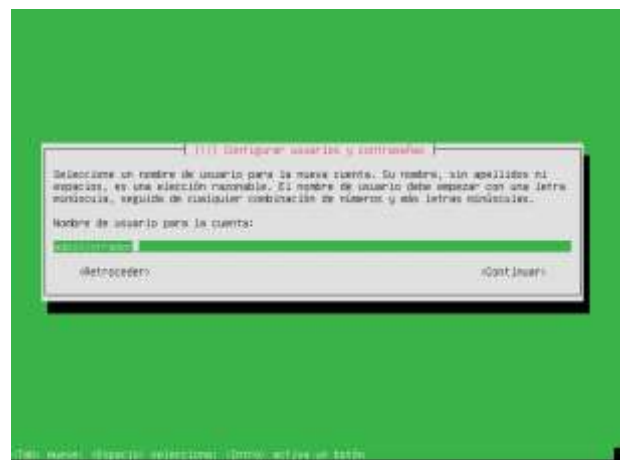 [!!] Configurar usuarios y contraseñas
Seleccione un nombre de usuario para la nueva cuenta. Su nombre, sin apellidos ni
espacios, es una elección razonable. El nombre de usuario debe empezar con una letra
minúscula, seguida de cualquier combinación de números y más letras minúsculas.
Nombre de usuario para la cuenta:
administrador
<Retroceder> <Continuar>
<Tab> mueve; <Espacio> selecciona; <Intro> activa un botón